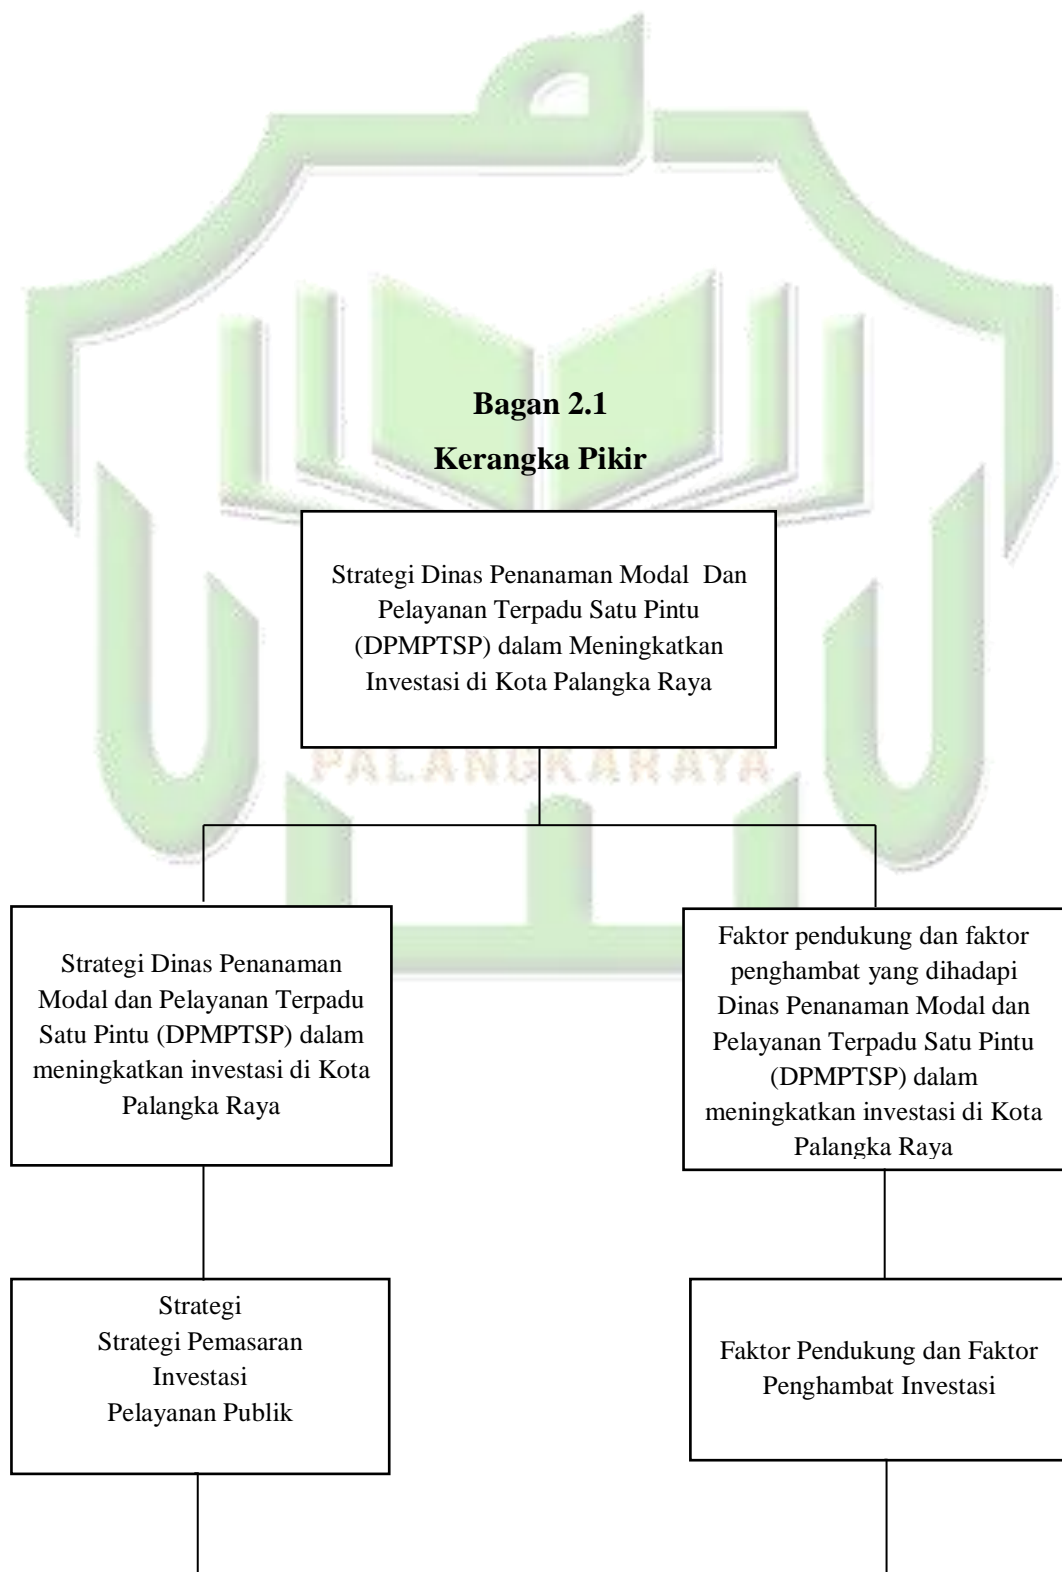 Bagan 2.1
Kerangka Pikir
Strategi Dinas Penanaman Modal Dan
Pelayanan Terpadu Satu Pintu
(DPMPTSP) dalam Meningkatkan
Investasi di Kota Palangka Raya
PALANGKARAYA
Strategi Dinas Penanaman
Modal dan Pelayanan Terpadu
Satu Pintu (DPMPTSP) dalam
meningkatkan investasi di Kota
Palangka Raya
Faktor pendukung dan faktor
penghambat yang dihadapi
Dinas Penanaman Modal dan
Pelayanan Terpadu Satu Pintu
(DPMPTSP) dalam
meningkatkan investasi di Kota
Palangka Raya
Strategi
Strategi Pemasaran
Investasi
Pelayanan Publik
Faktor Pendukung dan Faktor
Penghambat Investasi